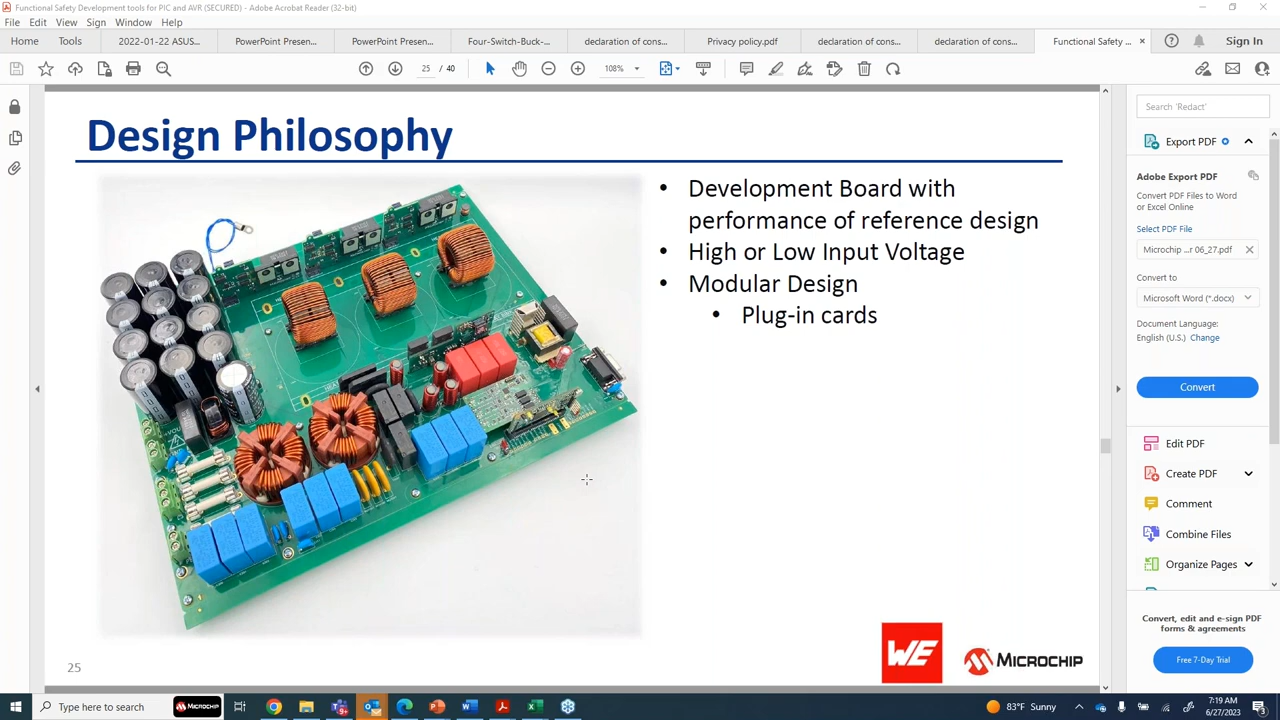 Functional Safety Development tools for PIC and AVR (SECURED) - Adobe Acrobat Reader (32-bit)
File Edit View Sign Window Help
Home Tools 2022-01-22 ASUS... PowerPoint Presen... PowerPoint Presen... Four-Switch-Buck-... declaration of cons... Privacy policy.pdf declaration of cons... declaration of cons... Functional Safety ... × Sign In
25 / 40 108%
Design Philosophy
• Development Board with
performance of reference design
• High or Low Input Voltage
• Modular Design
• Plug-in cards
25
WE
MICROCHIP
Search 'Redact'
Export PDF
Adobe Export PDF
Convert PDF Files to Word
or Excel Online
Select PDF File
Microchip ...r 06_27.pdf
Convert to
Microsoft Word (*.docx)
Document Language:
English (U.S.) Change
Convert
Edit PDF
Create PDF
Comment
Combine Files
Organize Pages
Convert, edit and e-sign PDF
forms & agreements
Free 7-Day Trial
Type here to search
MICROCHIP
83°F Sunny
7:19 AM
6/27/2023